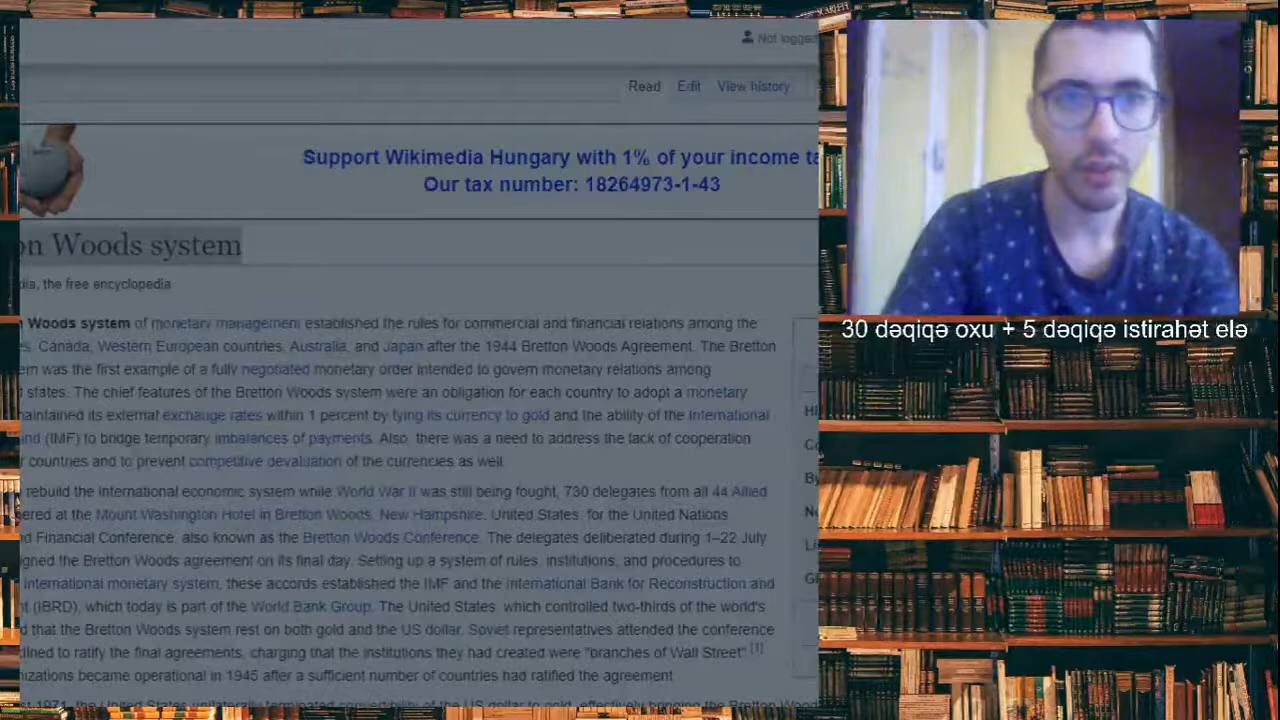 Not logged
Read Edit View history
Support Wikimedia Hungary with 1% of your income
Our tax number: 18264973-1-43
Woods system
the free encyclopedia
Woods system of monetary management established the rules for commercial and financial relations among the
Canada, Western European countries, Australia, and Japan after the 1944 Bretton Woods Agreement. The Bretton
was the first example of a fully negotiated monetary order intended to govern monetary relations among
states. The chief features of the Bretton Woods system were an obligation for each country to adopt a monetary
maintained its external exchange rates within 1 percent by tying its currency to gold and the ability of the International
(IMF) to bridge temporary imbalances of payments. Also, there was a need to address the lack of cooperation
countries and to prevent competitive devaluation of the currencies as well.
rebuild the international economic system while World War II was still being fought, 730 delegates from all 44 Allied
at the Mount Washington Hotel in Bretton Woods, New Hampshire, United States, for the United Nations
Financial Conference, also known as the Bretton Woods Conference. The delegates deliberated during 1–22 July
the Bretton Woods agreement on its final day. Setting up a system of rules, institutions, and procedures to
international monetary system, these accords established the IMF and the International Bank for Reconstruction and
(IBRD), which today is part of the World Bank Group. The United States, which controlled two-thirds of the world's
that the Bretton Woods system rest on both gold and the US dollar. Soviet representatives attended the conference
to ratify the final agreements, charging that the institutions they had created were "branches of Wall Street".[1]
became operational in 1945 after a sufficient number of countries had ratified the agreement
30 dəqiqə oxu + 5 dəqiqə istirahət elə